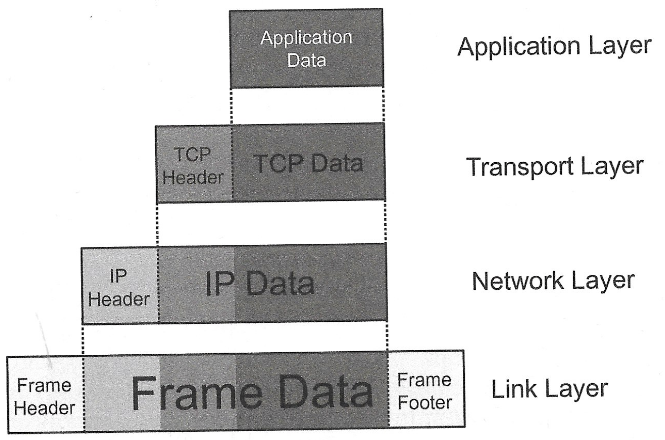 Application
Data
Application Layer
TCP
Header
TCP Data
Transport Layer
IP
Header
IP Data
Network Layer
Frame
Header
Frame Data
Frame
Footer
Link Layer